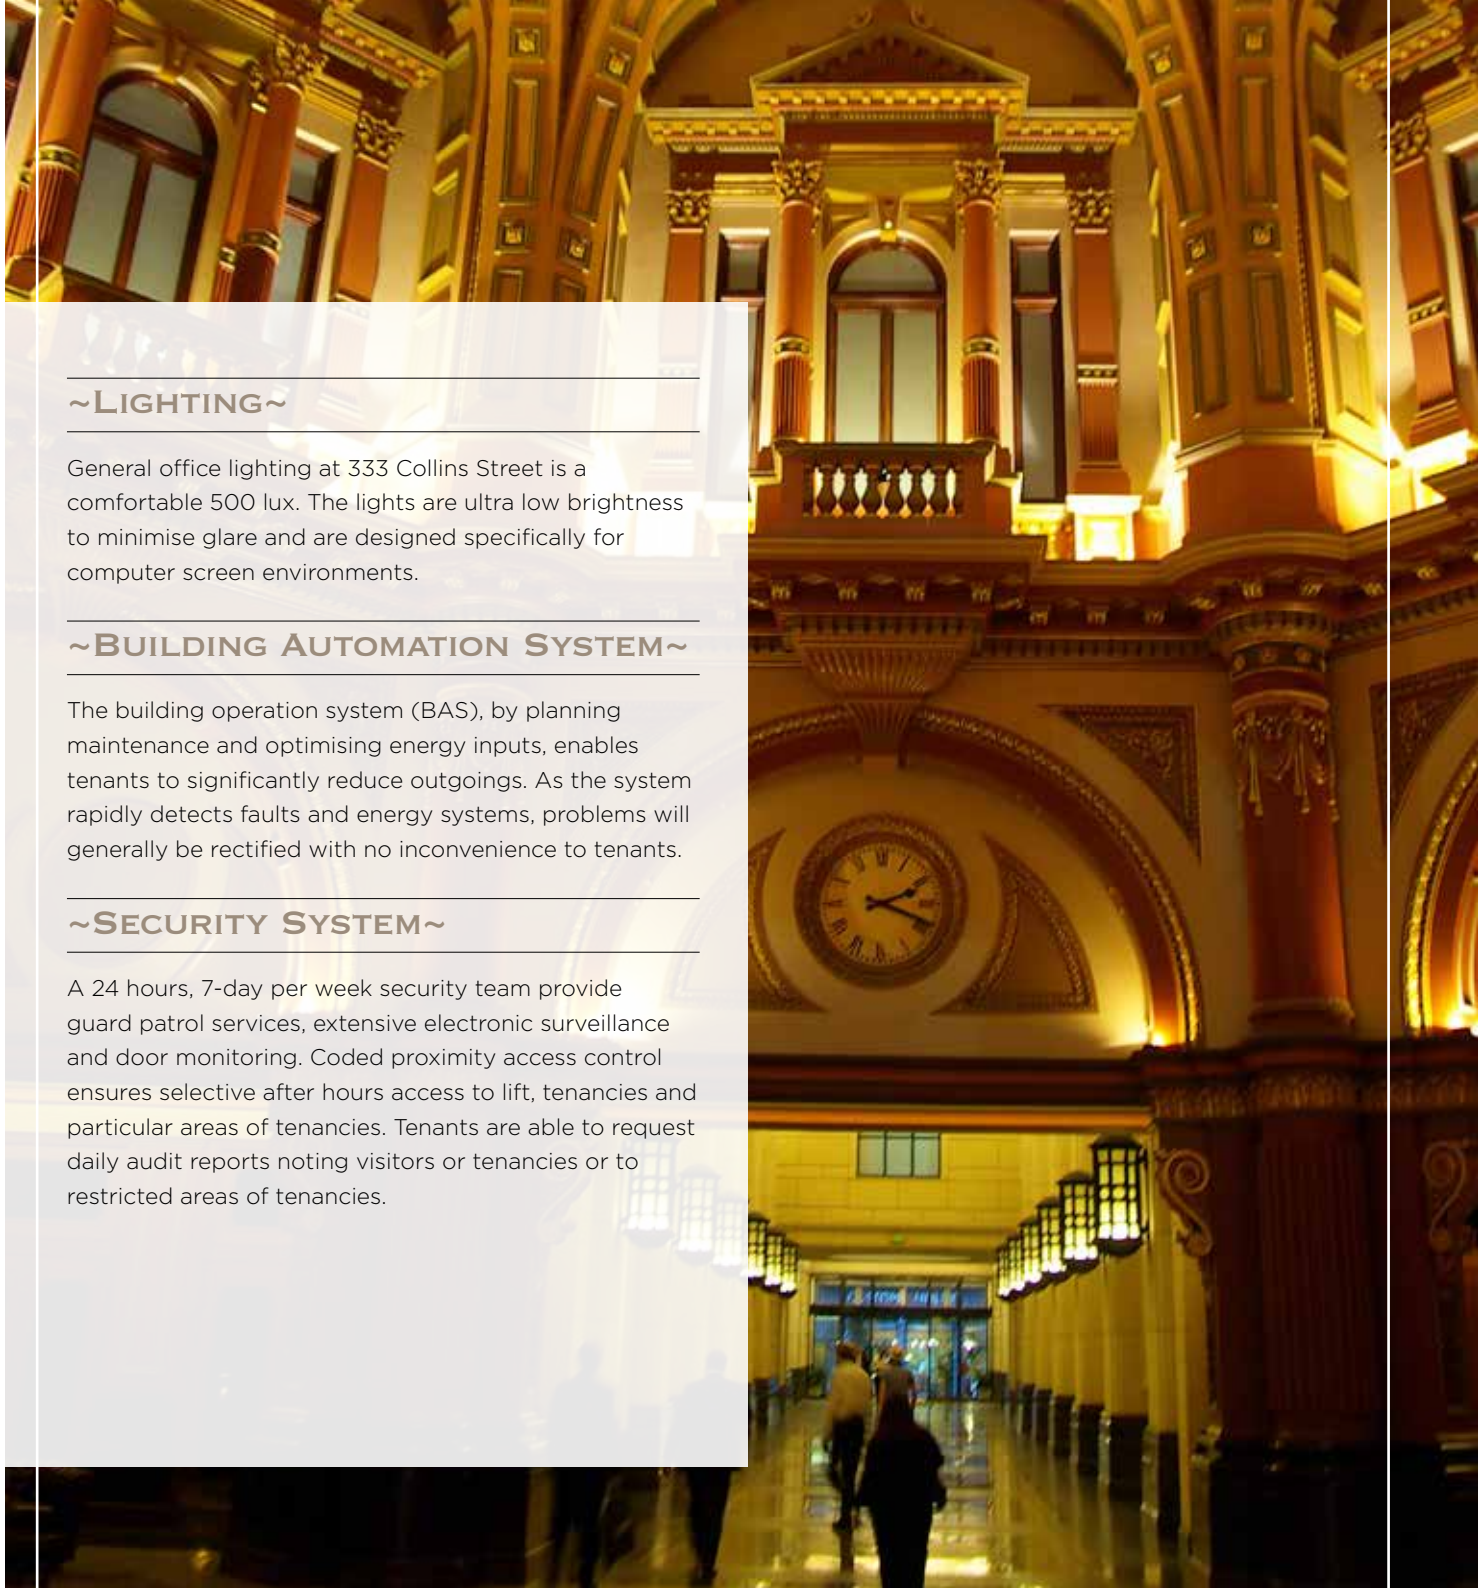 ~Lighting~
General office lighting at 333 Collins Street is a
comfortable 500 lux. The lights are ultra low brightness
to minimise glare and are designed specifically for
computer screen environments.
~Building Automation System~
The building operation system (BAS), by planning
maintenance and optimising energy inputs, enables
tenants to significantly reduce outgoings. As the system
rapidly detects faults and energy systems, problems will
generally be rectified with no inconvenience to tenants.
~Security System~
A 24 hours, 7-day per week security team provide
guard patrol services, extensive electronic surveillance
and door monitoring. Coded proximity access control
ensures selective after hours access to lift, tenancies and
particular areas of tenancies. Tenants are able to request
daily audit reports noting visitors or tenancies or to
restricted areas of tenancies.